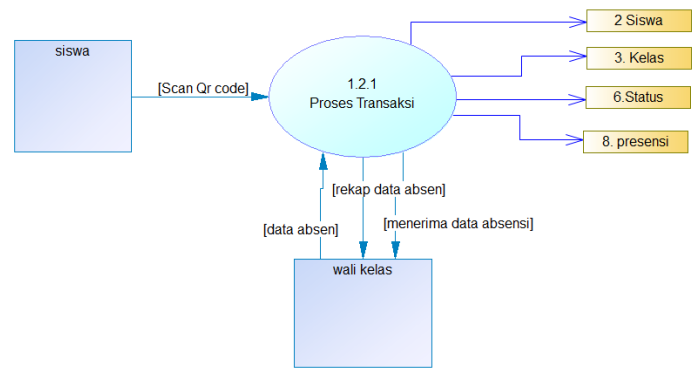 siswa
[Scan Qr code]
1.2.1
Proses Transaksi
2 Siswa
3. Kelas
6.Status
8. presensi
[rekap data absen]
[data absen]
[menerima data absensi]
wali kelas